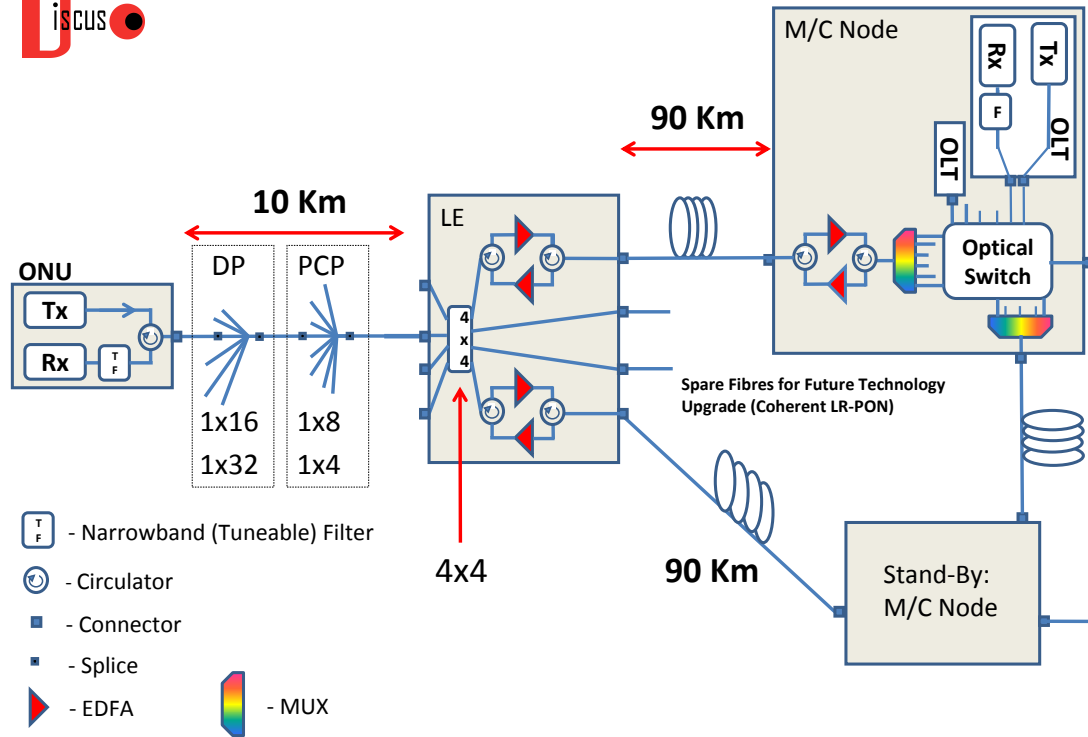 Discus
M/C Node
Rx
Tx
F
OLT
OLT
90 Km
10 Km
LE
DP
PCP
ONU
Tx
Rx
T
F
4
x
4
Optical
Switch
Spare Fibres for Future Technology
Upgrade (Coherent LR-PON)
1x16
1x8
1x32
1x4
T
F
- Narrowband (Tuneable) Filter
- Circulator
- Connector
- Splice
- EDFA
- MUX
4x4
90 Km
Stand-By:
M/C Node